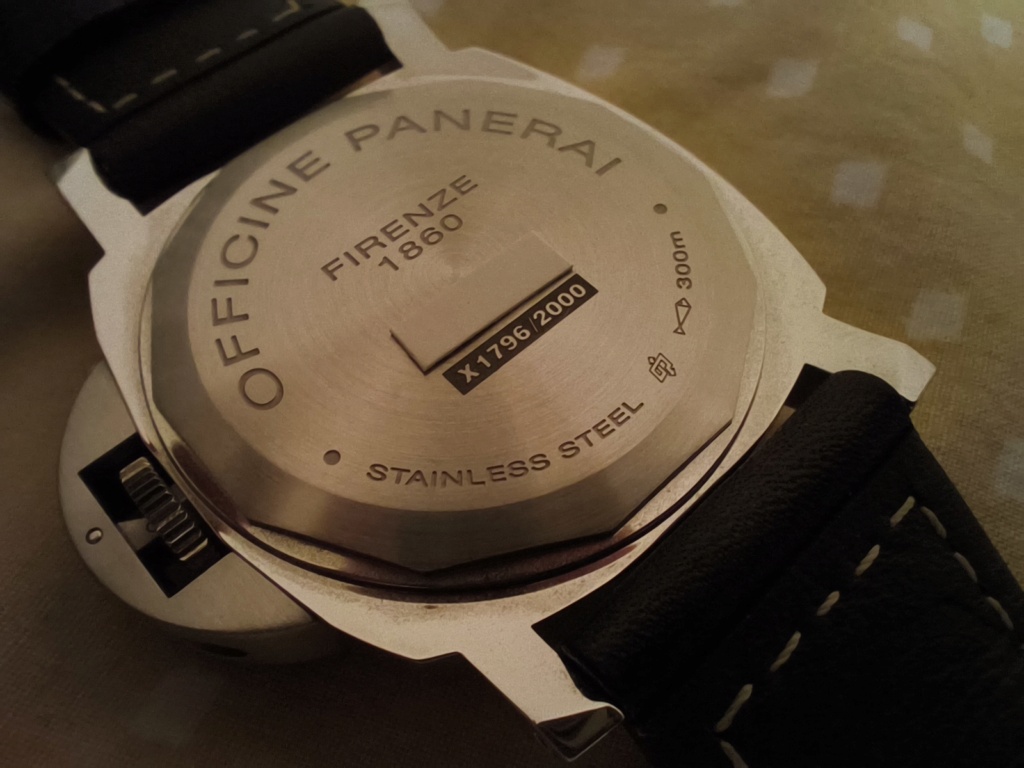 OFFICINE PANERAI
FIRENZE
1860
X1796/2000
300m
STAINLESS STEEL